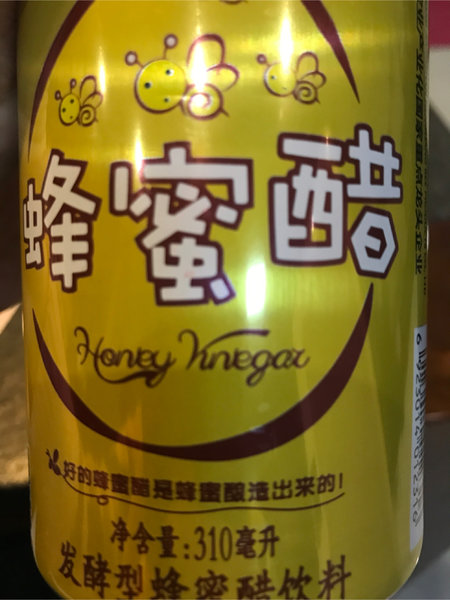 蜂蜜醋
Honey Vinegar
好的蜂蜜醋是蜂蜜酿渣出来的!
净含量:310毫升
发酵型蜂蜜醋饮料